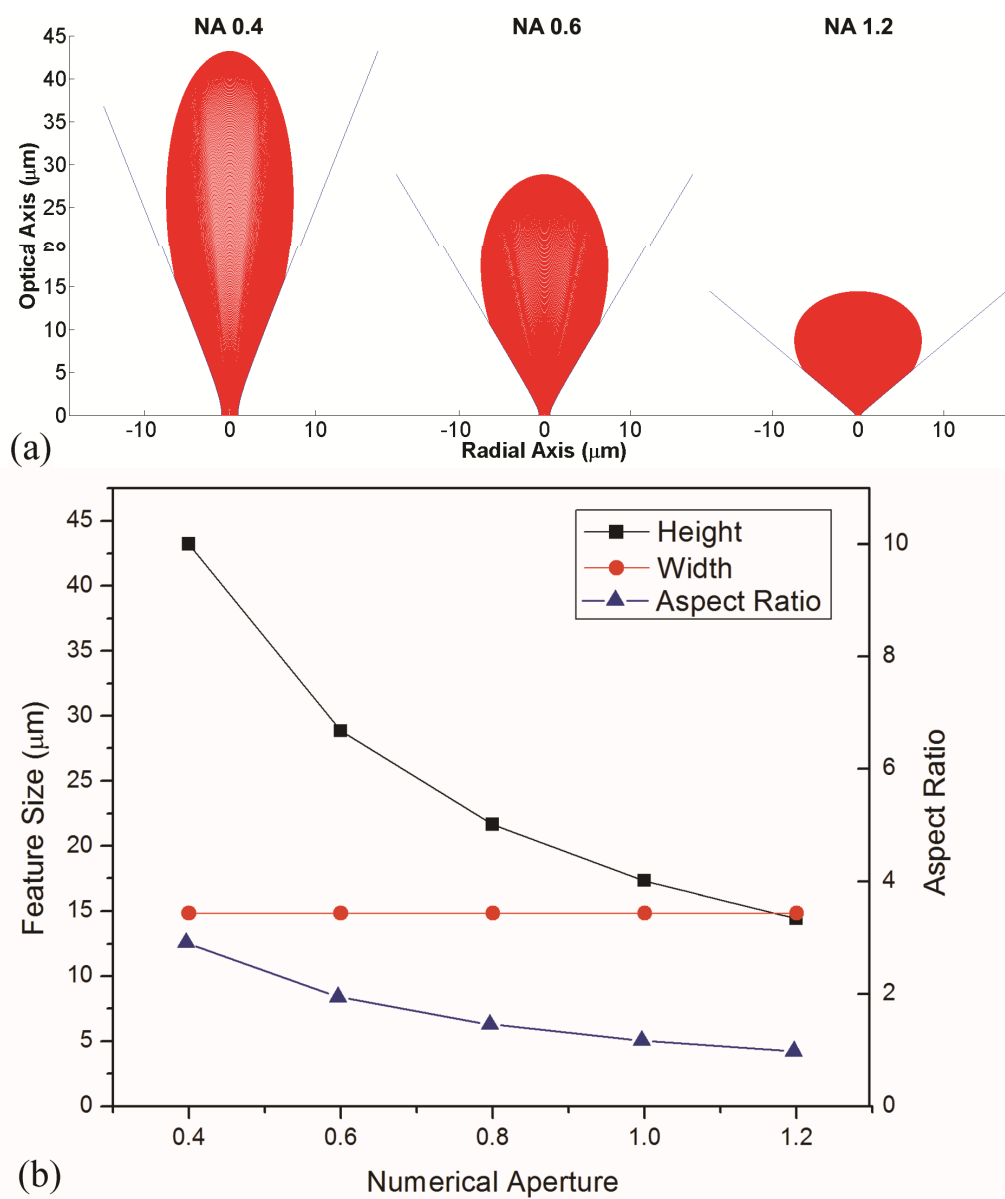 NA 0.4 NA 0.6 NA 1.2
45
40
35
30
25
20
15
10
5
0
Optical Axis (μm)
-10 0 10 -10 0 10 -10 0 10
Radial Axis (μm)
(a)
45
40
35
30
25
20
15
10
5
0
Feature Size (μm)
Height
Width
Aspect Ratio
10
8
6
4
2
0
Aspect Ratio
0.4 0.6 0.8 1.0 1.2
Numerical Aperture
(b)